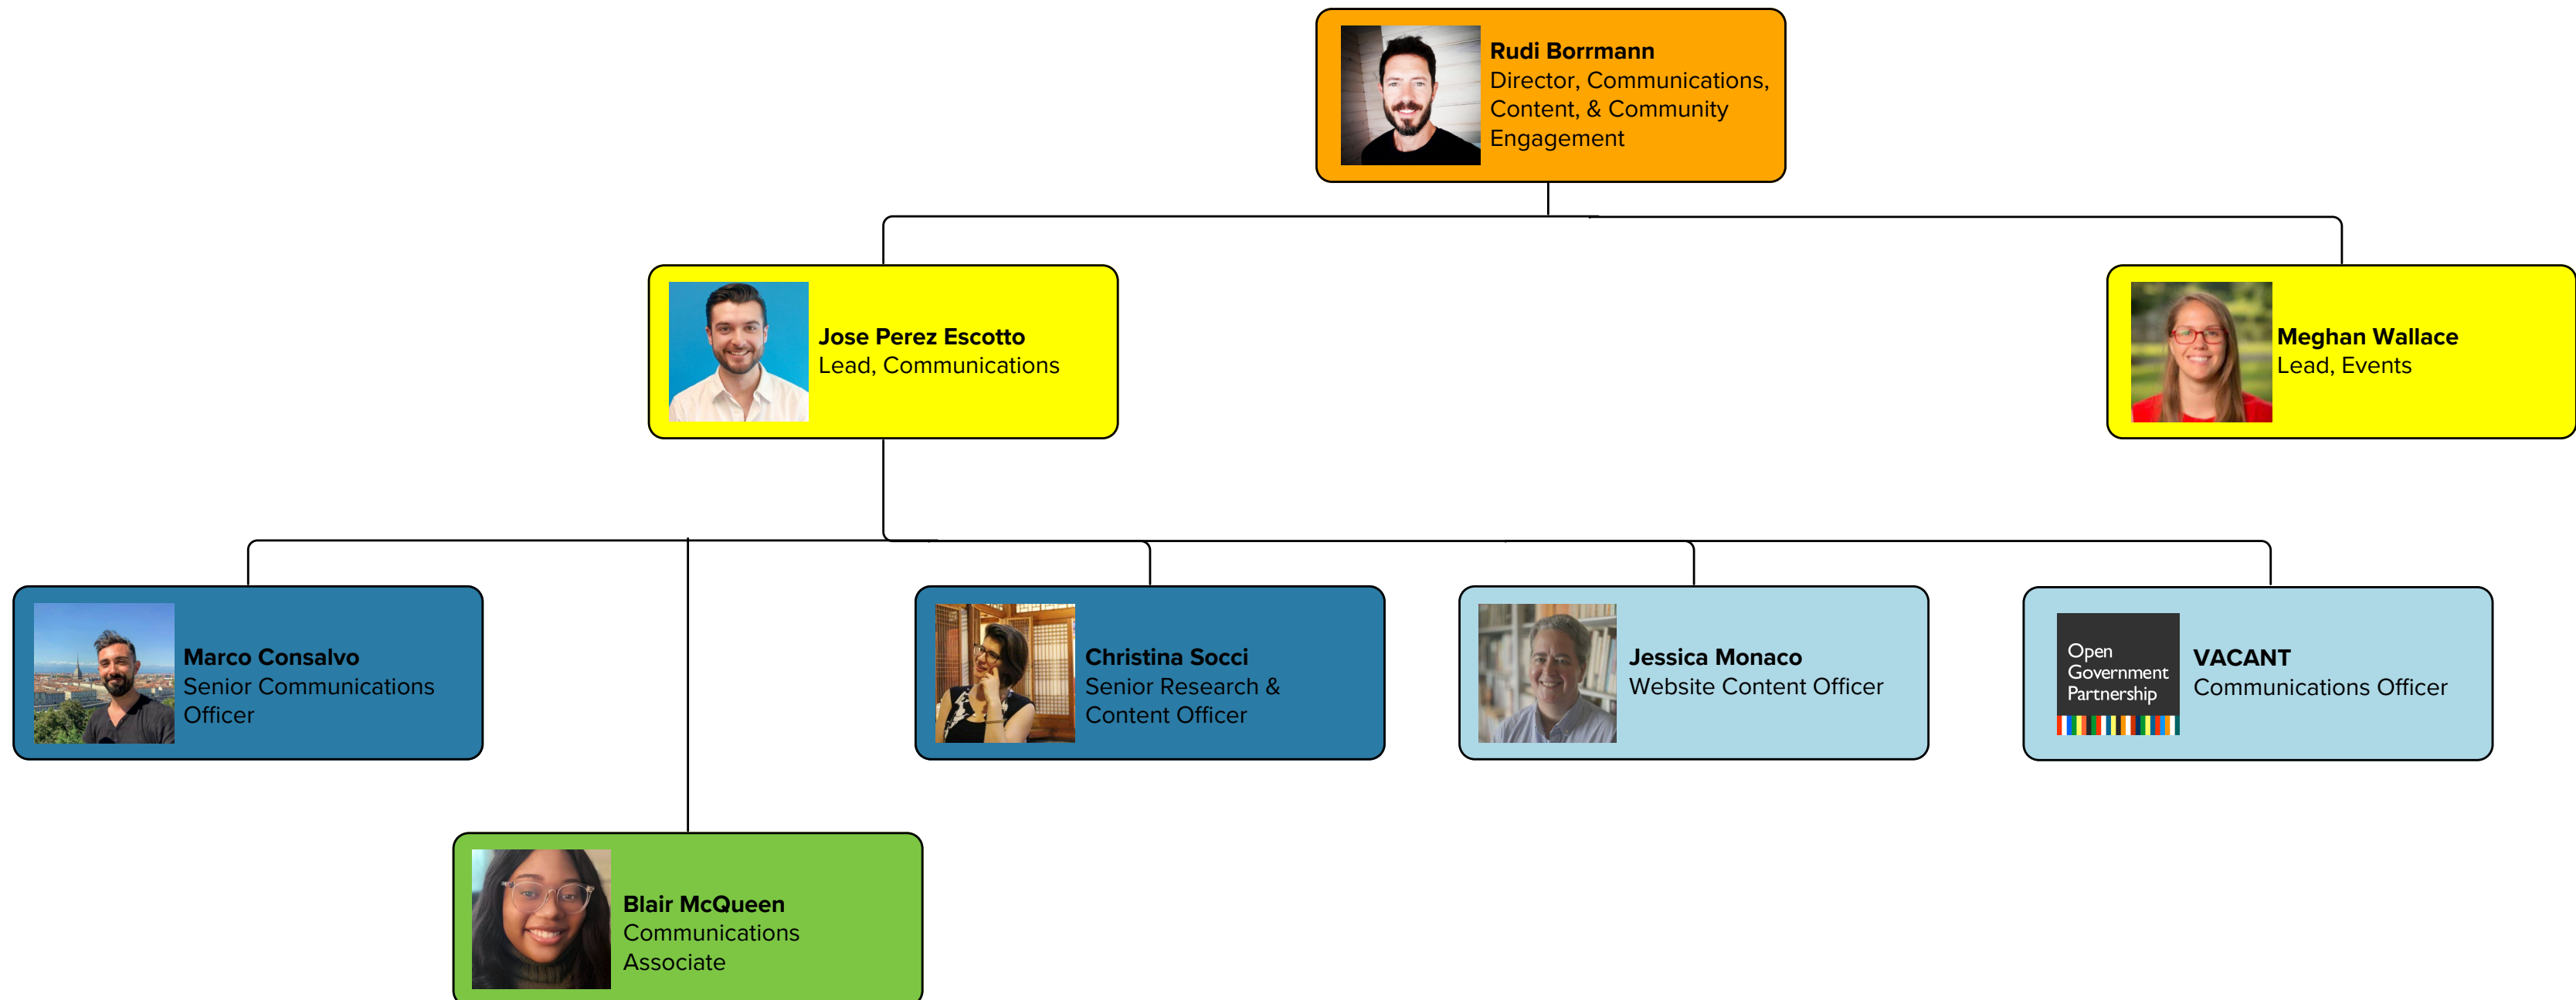 Rudi Borrmann
Director, Communications,
Content, & Community
Engagement
Jose Perez Escotto
Lead, Communications
Meghan Wallace
Lead, Events
Marco Consalvo
Senior Communications
Officer
Christina Socci
Senior Research &
Content Officer
Jessica Monaco
Website Content Officer
Open
Government
Partnership
VACANT
Communications Officer
Blair McQueen
Communications
Associate